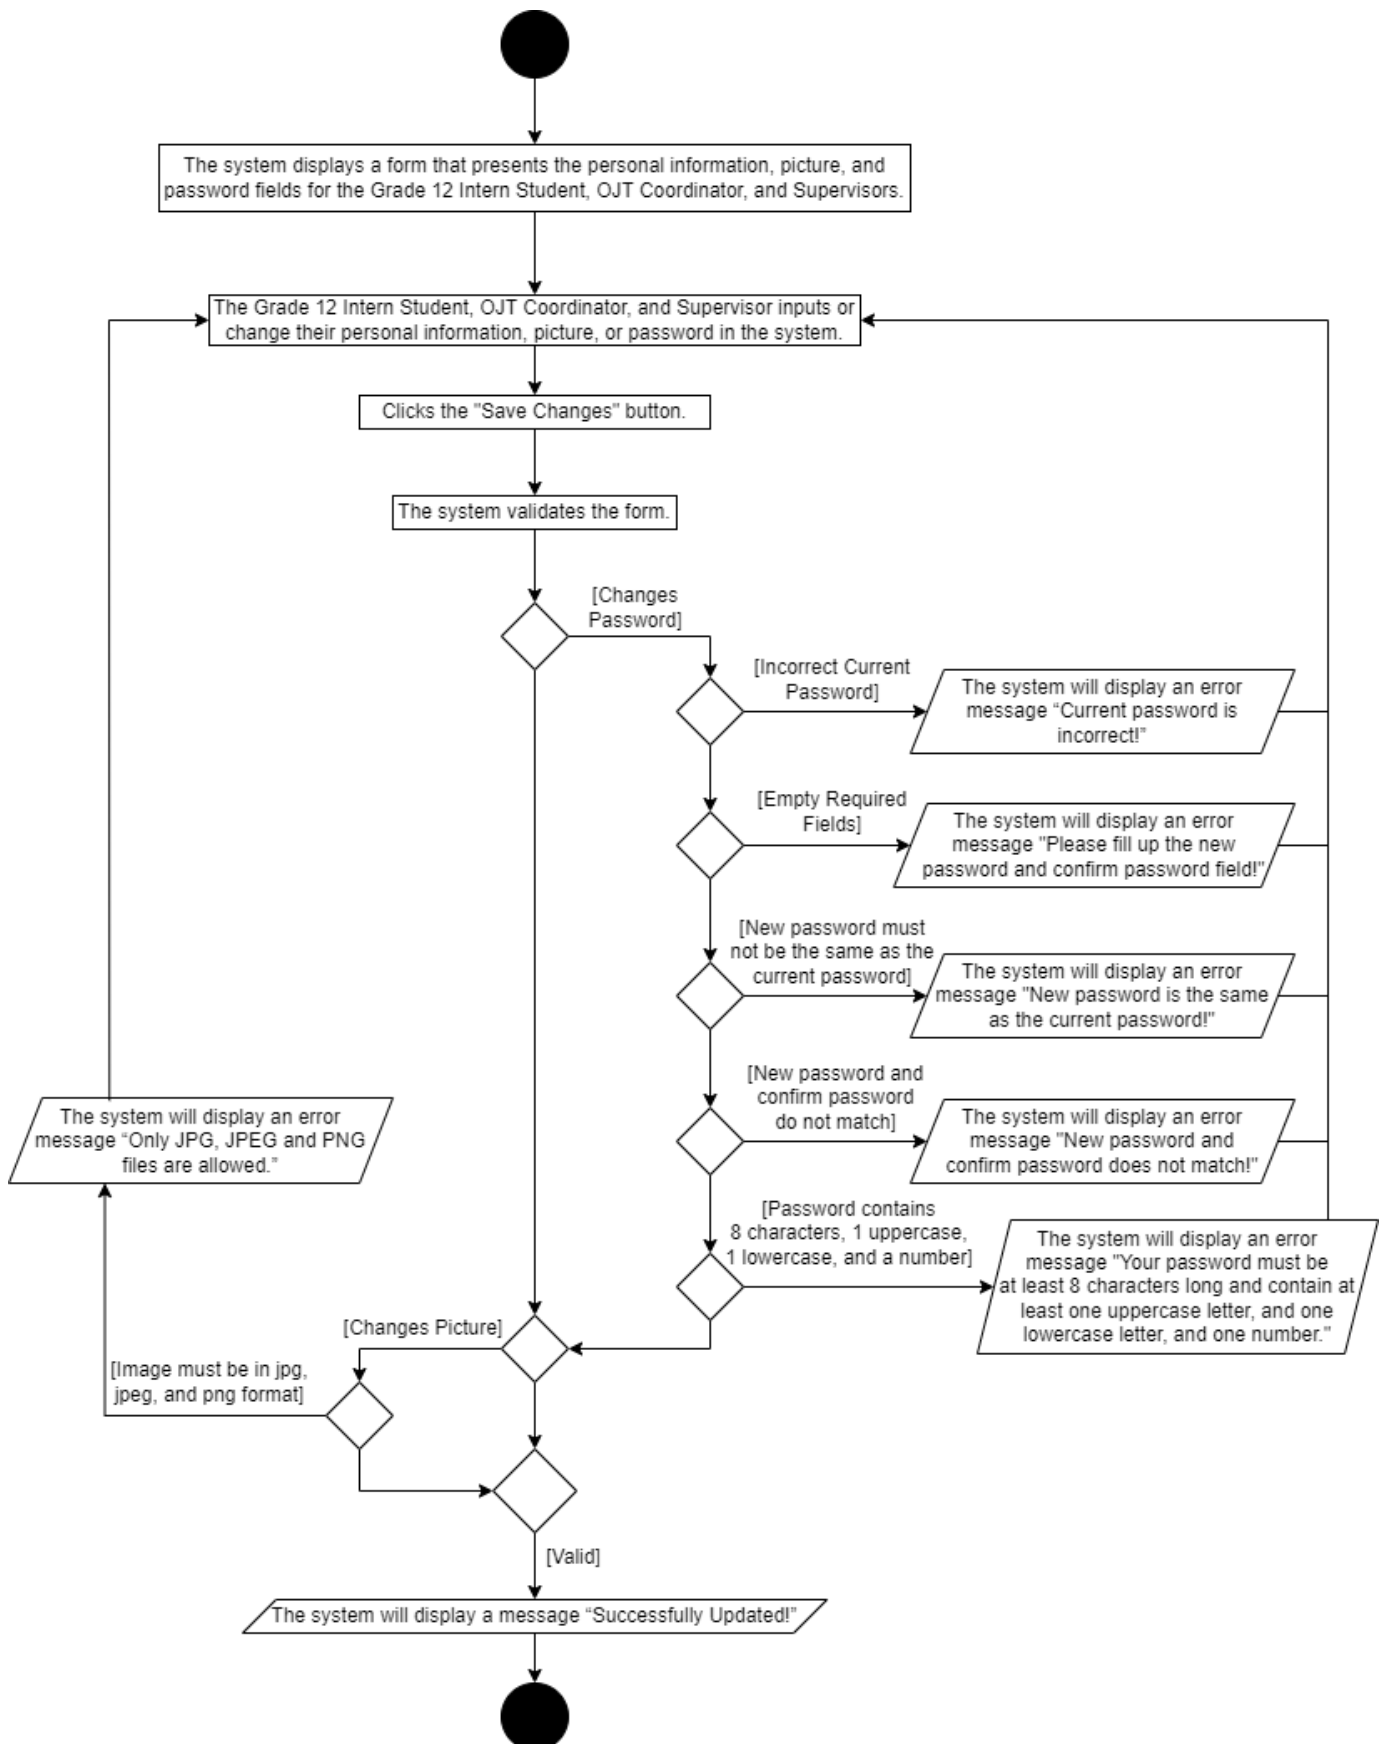 The system displays a form that presents the personal information, picture, and
password fields for the Grade 12 Intern Student, OJT Coordinator, and Supervisors.
The Grade 12 Intern Student, OJT Coordinator, and Supervisor inputs or
change their personal information, picture, or password in the system.
Clicks the "Save Changes" button.
The system validates the form.
[Changes
Password]
[Incorrect Current
Password]
The system will display an error
message “Current password is
incorrect!”
[Empty Required
Fields]
The system will display an error
message "Please fill up the new
password and confirm password field!"
[New password must
not be the same as the
current password]
The system will display an error
message "New password is the same
as the current password!"
[New password and
confirm password
do not match]
The system will display an error
message "New password and
confirm password does not match!"
The system will display an error
message “Only JPG, JPEG and PNG
files are allowed.”
[Password contains
8 characters, 1 uppercase,
1 lowercase, and a number]
The system will display an error
message "Your password must be
at least 8 characters long and contain at
least one uppercase letter, and one
lowercase letter, and one number."
[Changes Picture]
[Image must be in jpg,
jpeg, and png format]
[Valid]
The system will display a message “Successfully Updated!”